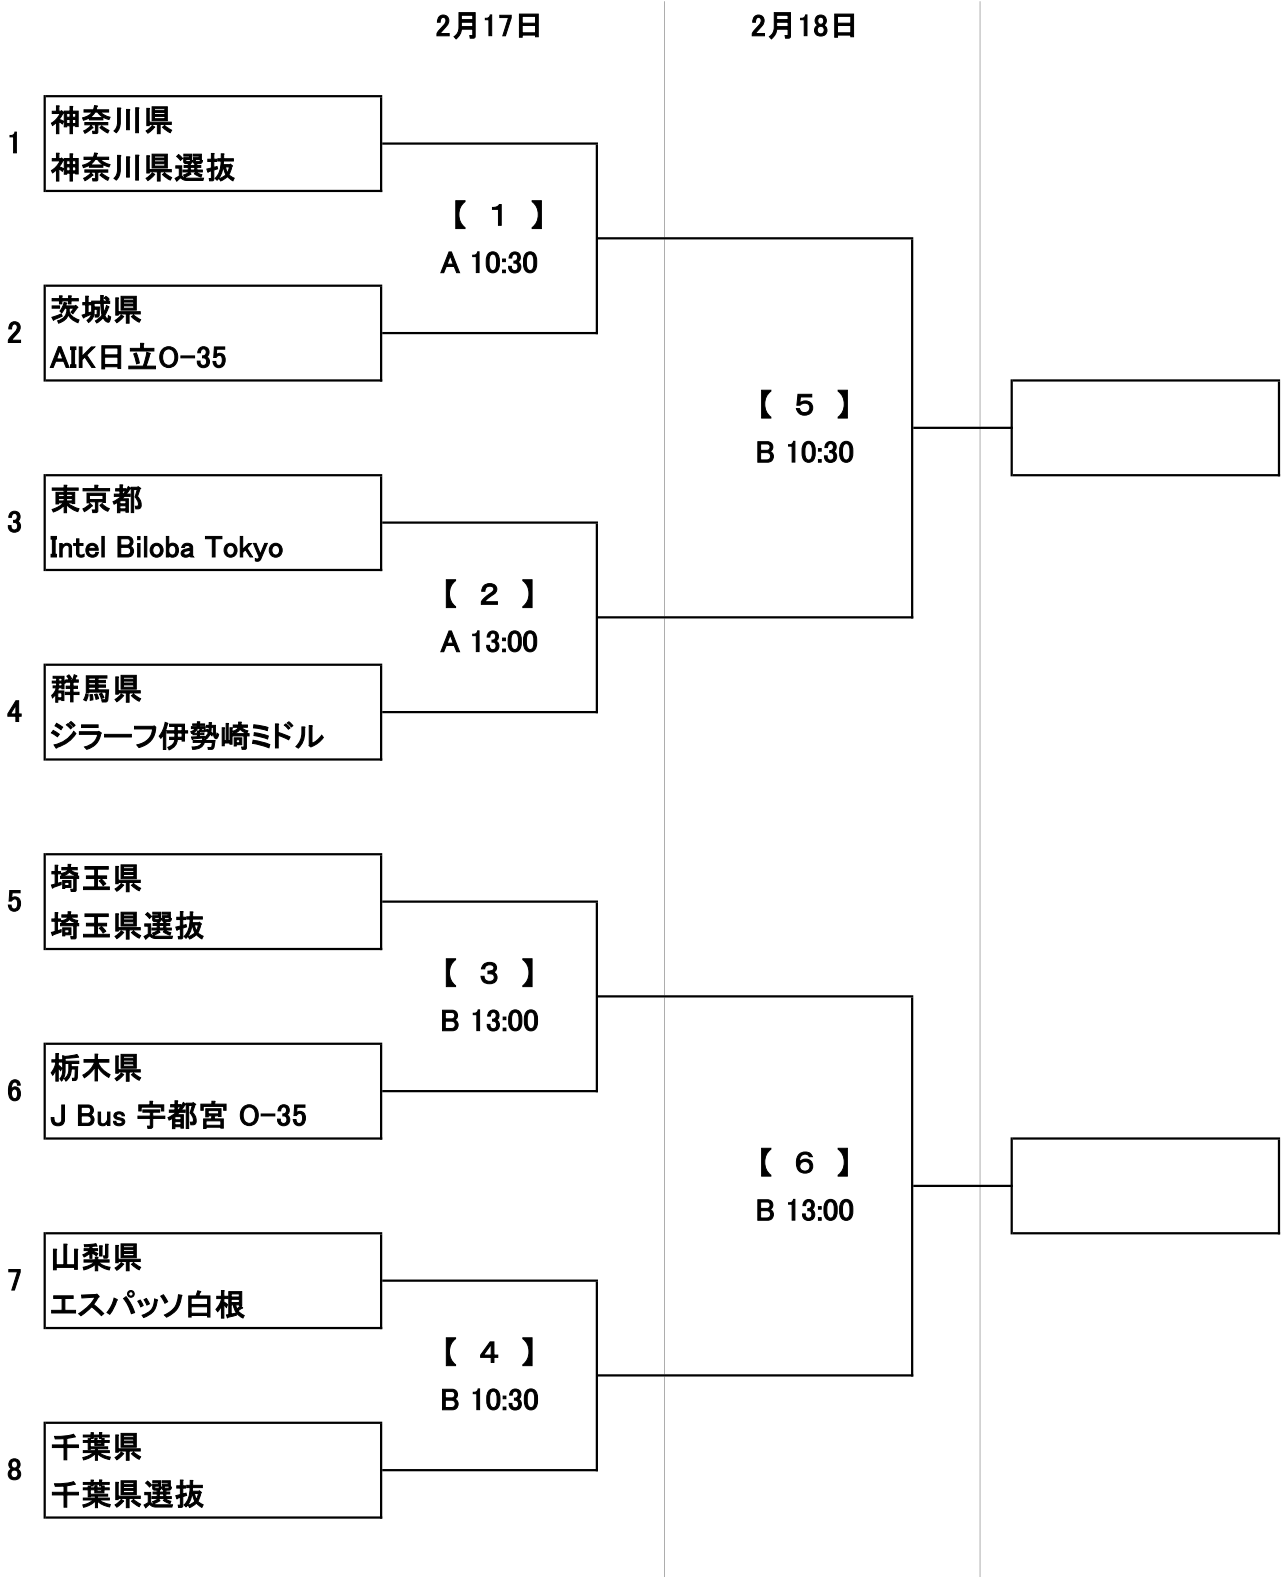 2月17日
2月18日
1
神奈川県
神奈川県選抜
【 1 】
A 10:30
2
茨城県
AIK日立O-35
【 5 】
B 10:30
3
東京都
Intel Biloba Tokyo
【 2 】
A 13:00
4
群馬県
ジラーフ伊勢崎ミドル
5
埼玉県
埼玉県選抜
【 3 】
B 13:00
6
栃木県
J Bus 宇都宮 O-35
【 6 】
B 13:00
7
山梨県
エスパッソ白根
【 4 】
B 10:30
8
千葉県
千葉県選抜